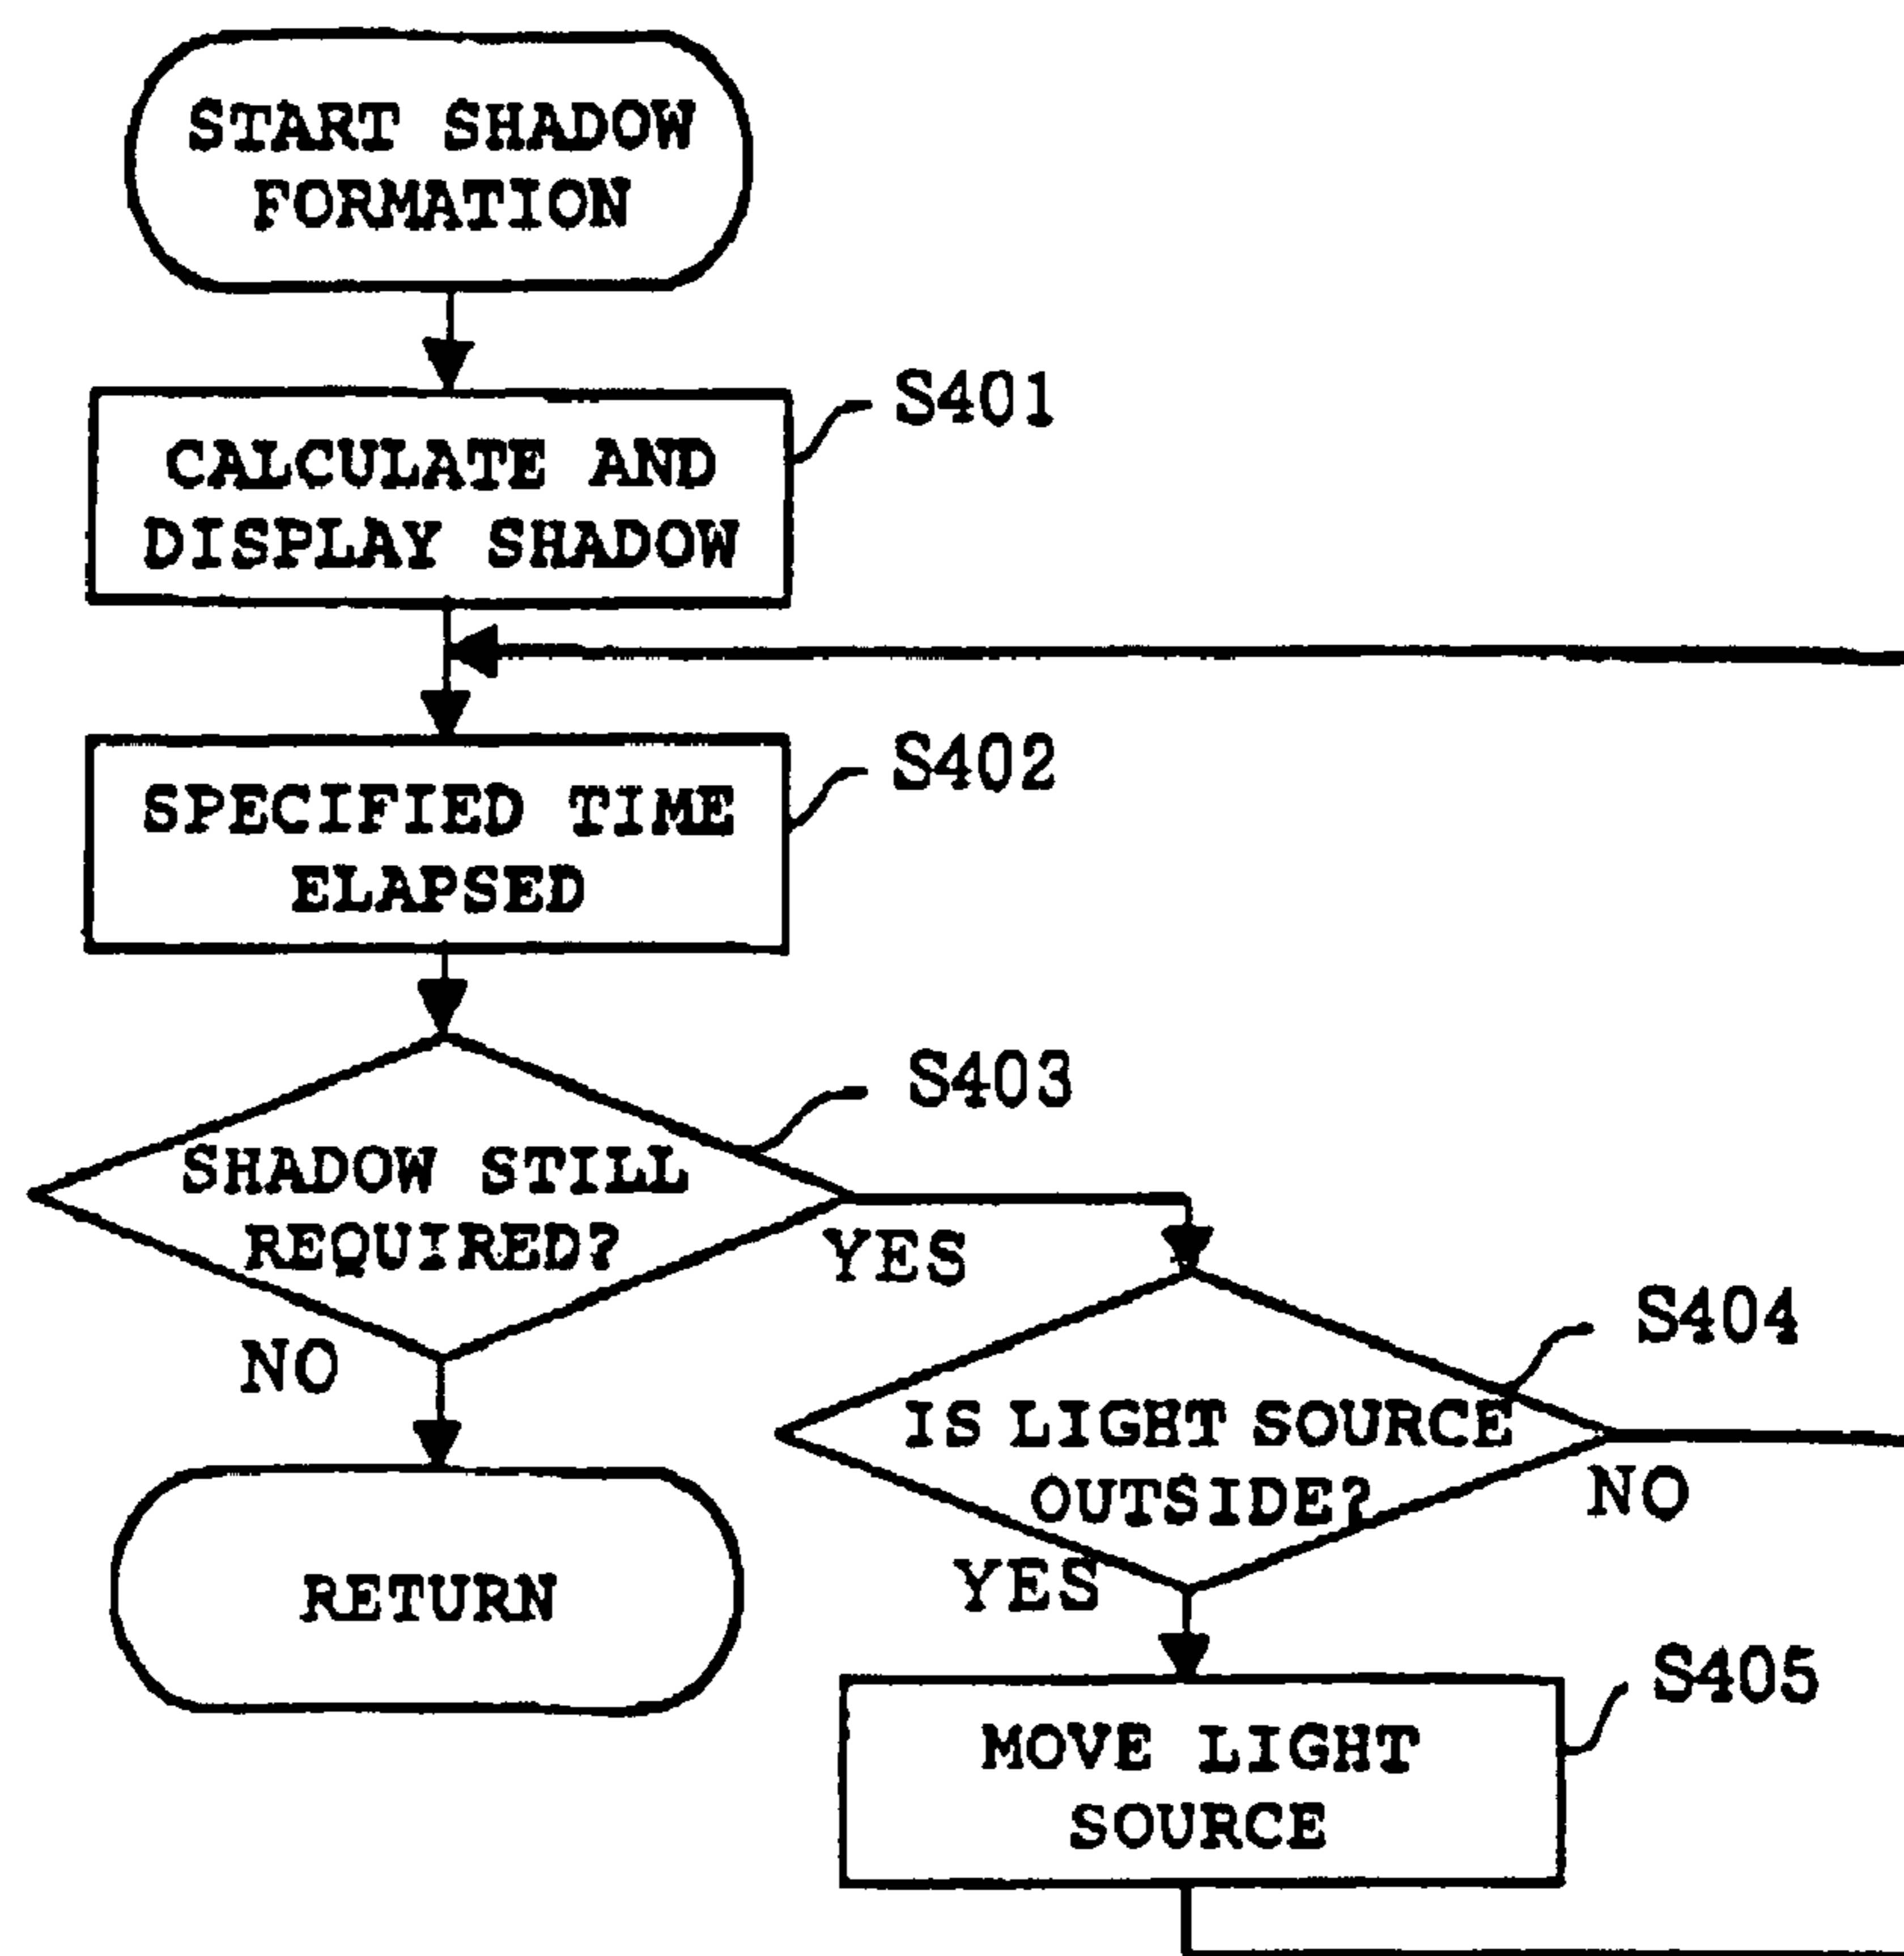 START SHADOW
FORMATION
S401
CALCULATE AND
DISPLAY SHADOW
S402
SPECIFIED TIME
ELAPSED
S403
SHADOW STILL
REQUIRED?
YES
NO
S404
IS LIGHT SOURCE
OUTSIDE?
NO
YES
RETURN
S405
MOVE LIGHT
SOURCE